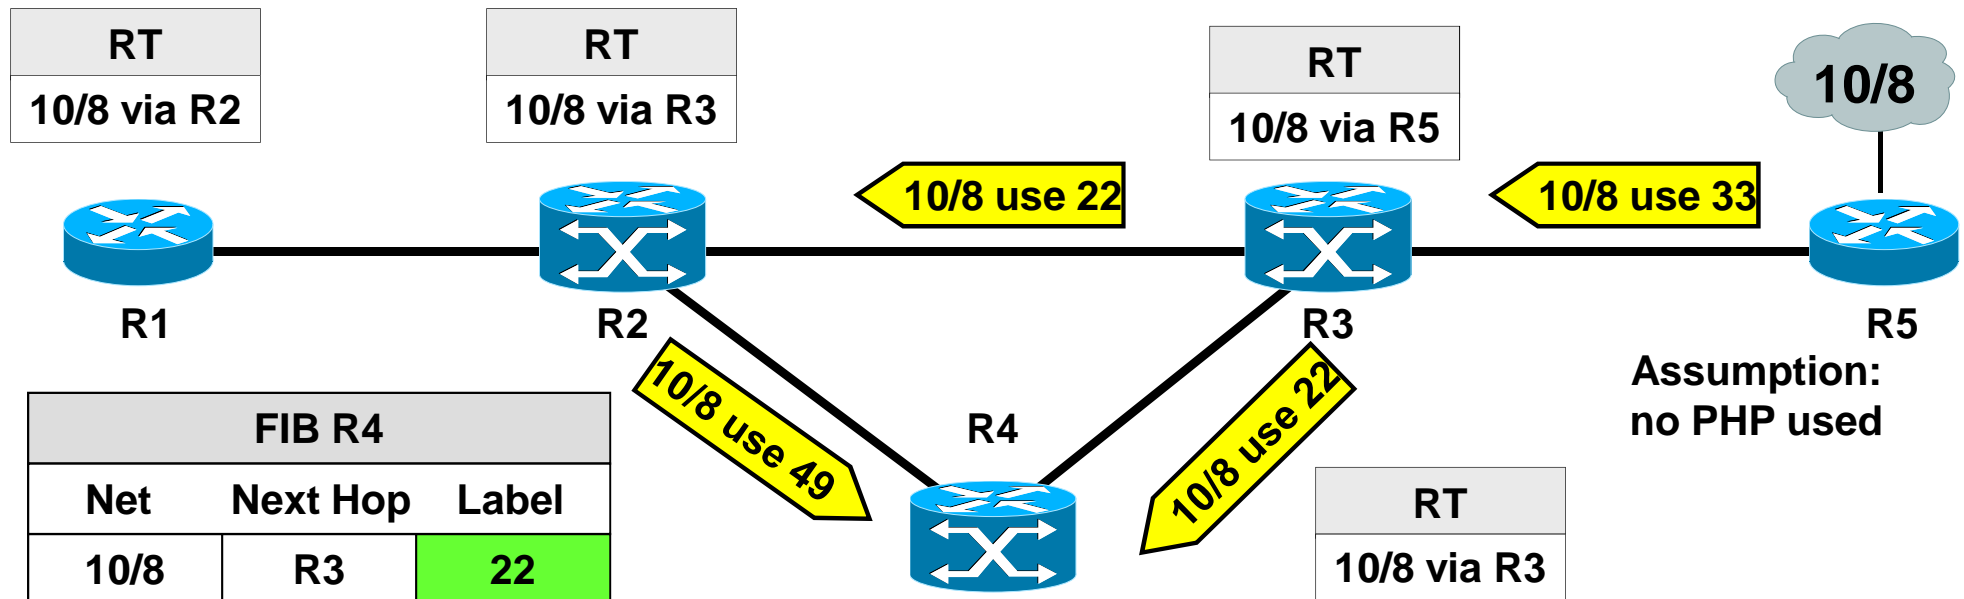 RT
10/8 via R2
RT
10/8 via R3
RT
10/8 via R5
10/8
10/8 use 22
10/8 use 33
R1
R2
R3
R5
10/8 use 49
10/8 use 22
R4
Assumption:
no PHP used
FIB R4
Net Next Hop Label
10/8 R3 22
RT
10/8 via R3